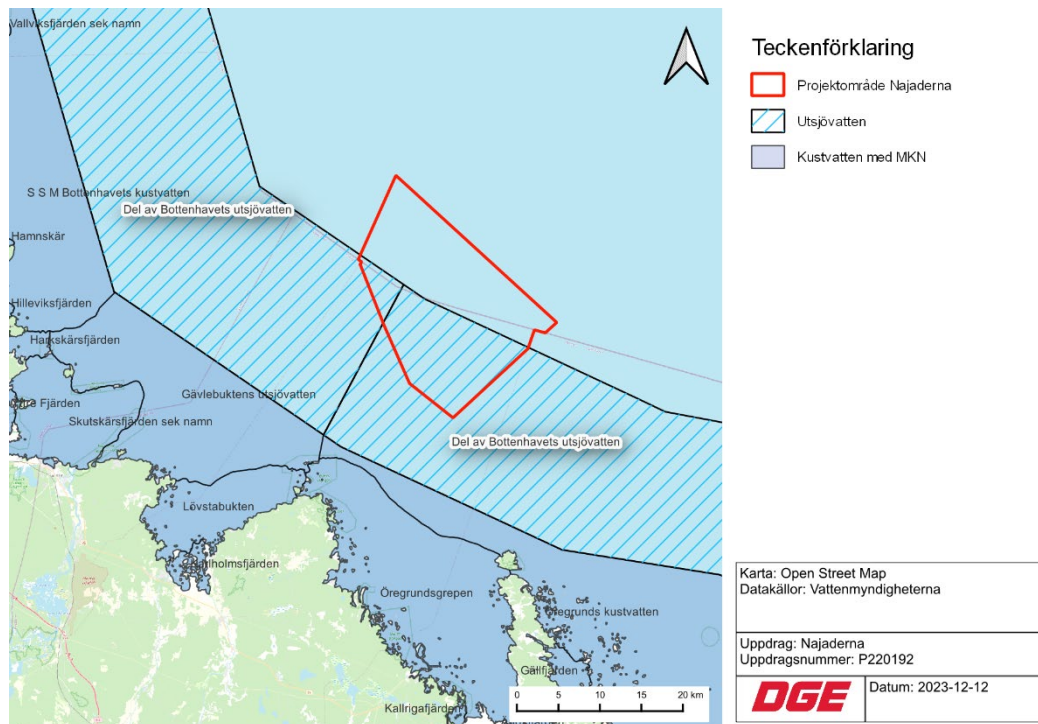 Vallviksfjärden sek namn
S S M Bottenhavets kustvatten
Del av Bottenhavets utsjövatten
Hamnskär
Hilleviksfjärden
Harkskärsfjärden
Gävlebuktens utsjövatten
Fjärden
Skutskärsfjärden sek namn
Del av Bottenhavets utsjövatten
Lövstabukten
Öregrundsgrepen
kustvatten
Gällfjärden
Kallrigafjärden
0 5 10 15 20 km
Teckenförklaring
Projektområde Najaderna
Utsjövatten
Kustvatten med MKN
Karta: Open Street Map
Datakällor: Vattenmyndigheterna
Uppdrag: Najaderna
Uppdragsnummer: P220192
DGE
Datum: 2023-12-12